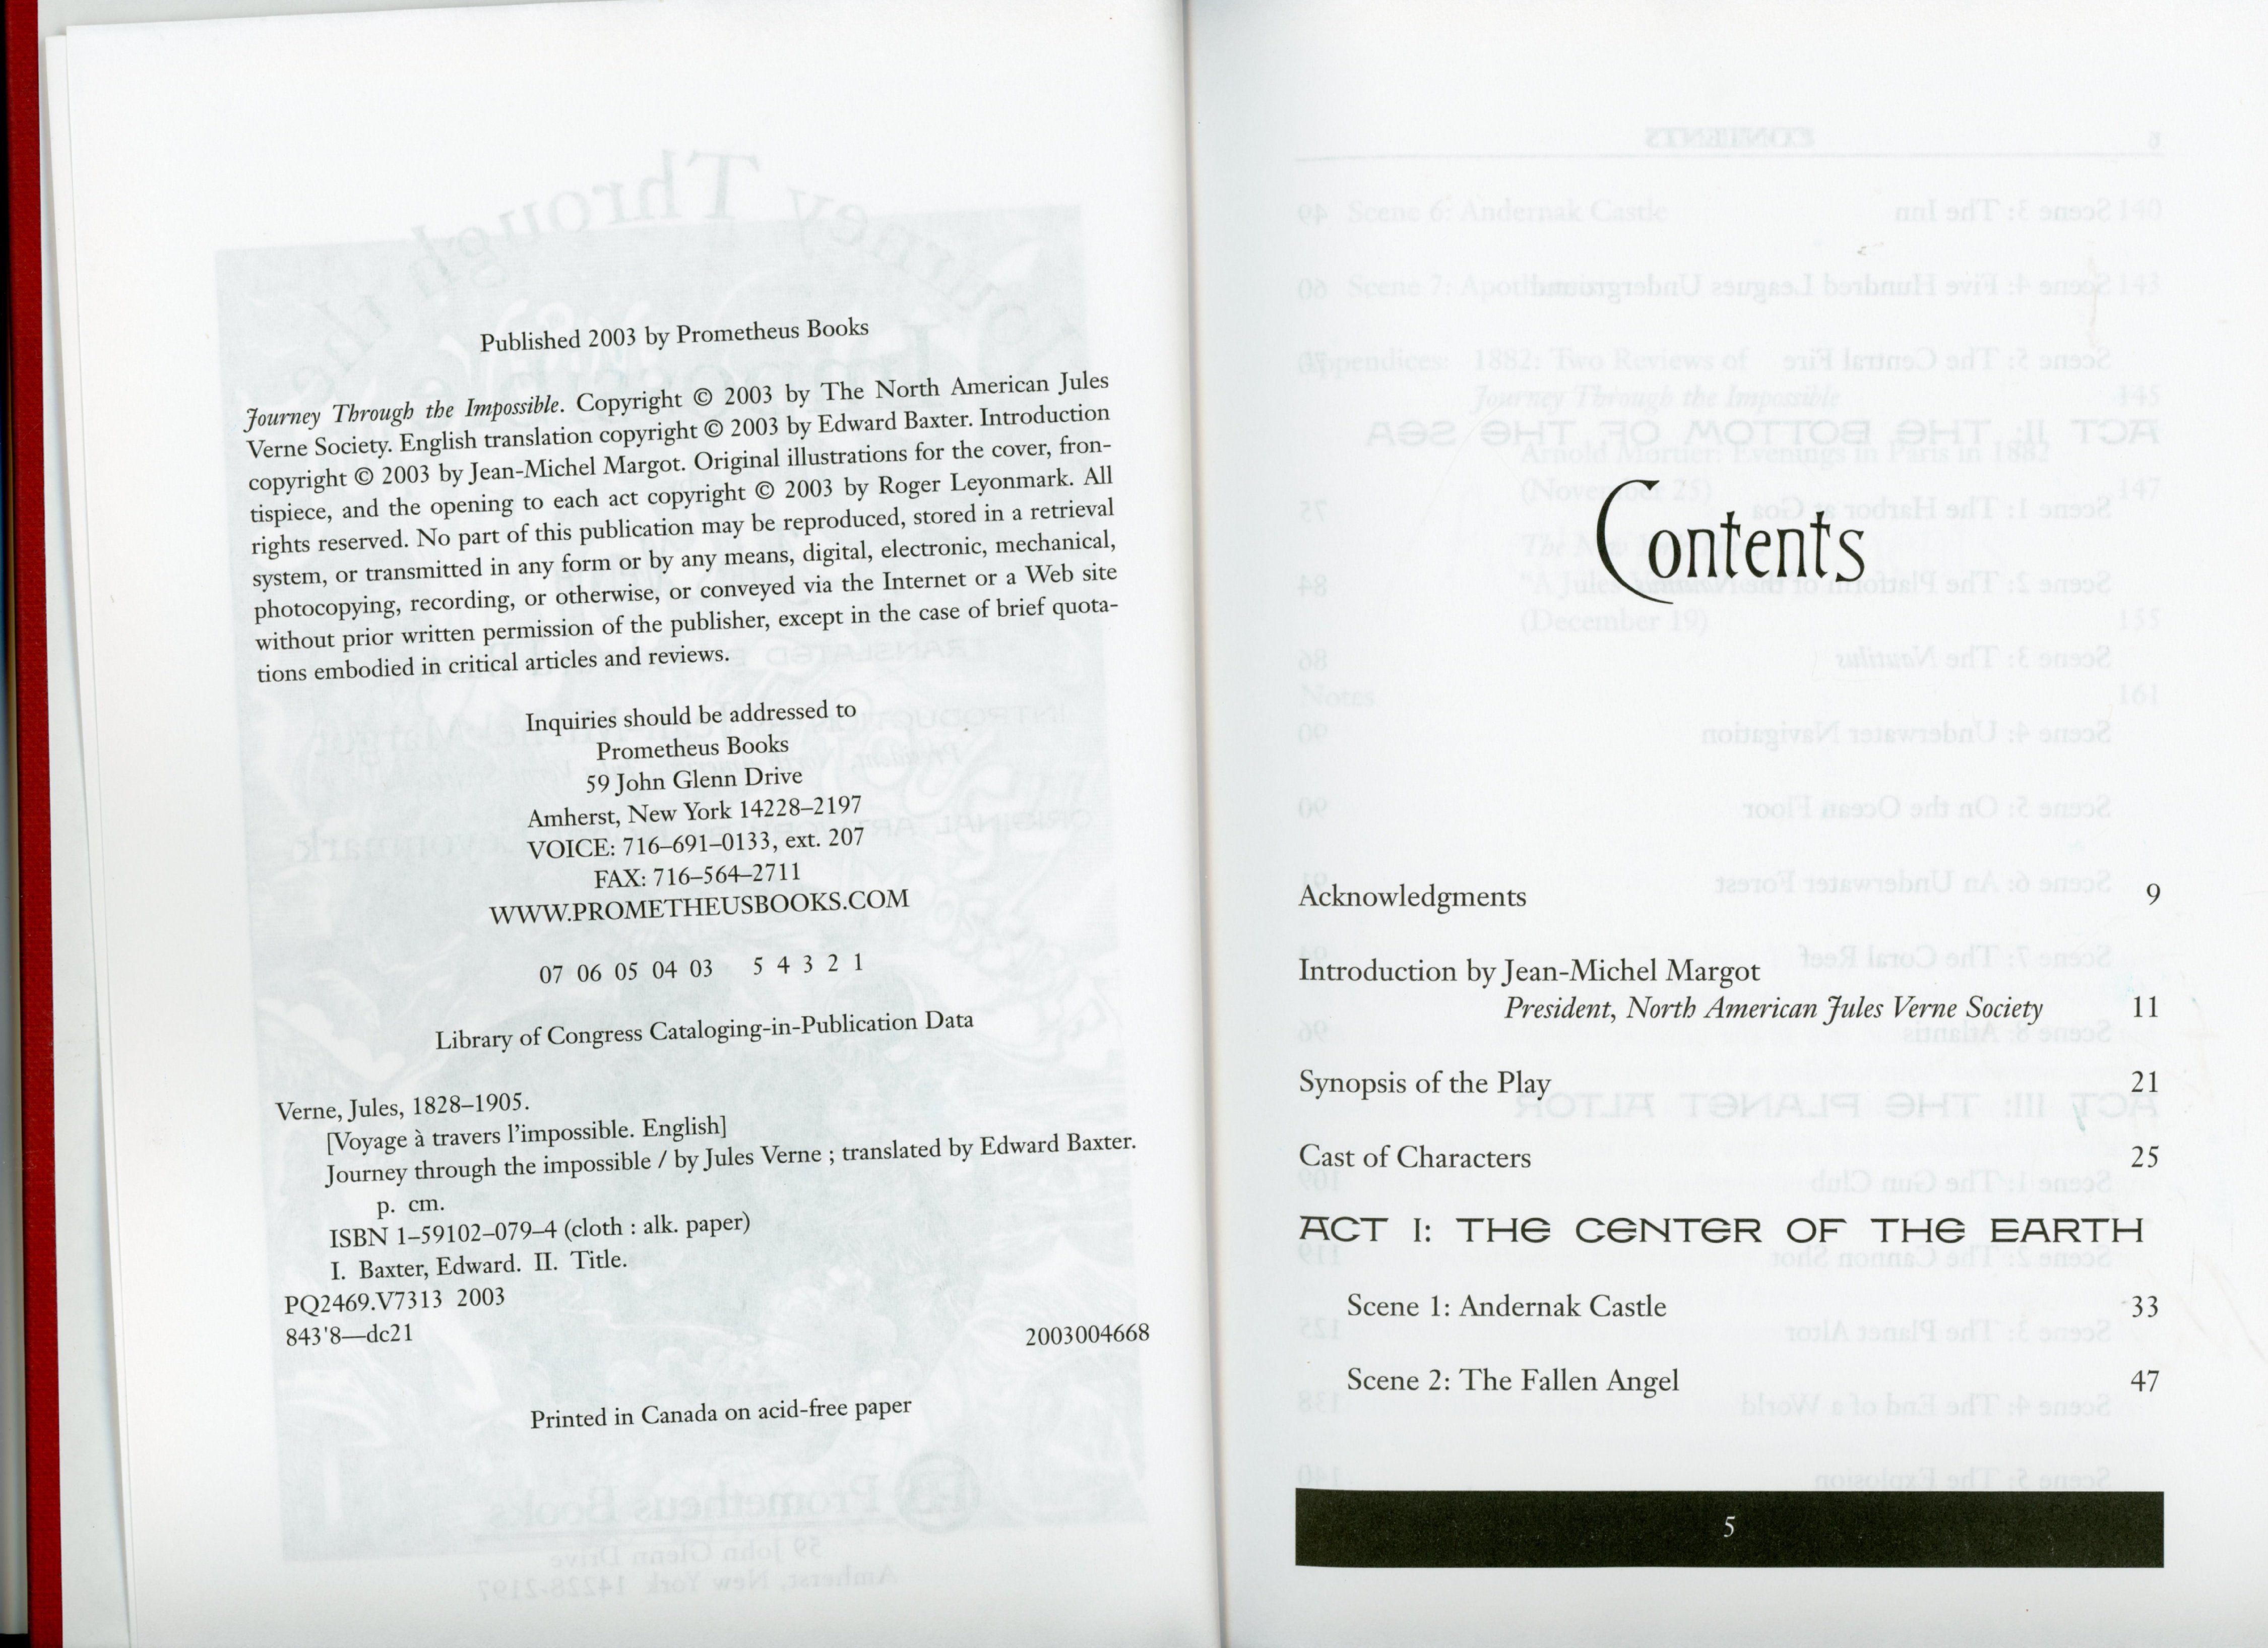 Published 2003 by Prometheus Books
Journey Through the Impossible. Copyright © 2003 by The North American Jules
Verne Society. English translation copyright © 2003 by Edward Baxter. Introduction
copyright © 2003 by Jean-Michel Margot. Original illustrations for the cover, fron-
tispiece, and the opening to each act copyright © 2003 by Roger Leyonmark. All
rights reserved. No part of this publication may be reproduced, stored in a retrieval
system, or transmitted in any form or by any means, digital, electronic, mechanical,
photocopying, recording, or otherwise, or conveyed via the Internet or a Web site
without prior written permission of the publisher, except in the case of brief quota-
tions embodied in critical articles and reviews.
Inquiries should be addressed to
Prometheus Books
59 John Glenn Drive
Amherst, New York 14228–2197
VOICE: 716–691–0133, ext. 207
FAX: 716–564–2711
WWW.PROMETHEUSBOOKS.COM
07 06 05 04 03 5 4 3 2 1
Library of Congress Cataloging-in-Publication Data
Verne, Jules, 1828–1905.
[Voyage à travers l'impossible. English]
Journey through the impossible / by Jules Verne ; translated by Edward Baxter.
p. cm.
ISBN 1–59102–079–4 (cloth : alk. paper)
I. Baxter, Edward. II. Title.
PQ2469.V7313 2003
843'8—dc21 2003004668
Printed in Canada on acid-free paper
Contents
Acknowledgments 9
Introduction by Jean-Michel Margot
President, North American Jules Verne Society 11
Synopsis of the Play 21
Cast of Characters 25
ACT I: THE CENTER OF THE EARTH
Scene 1: Andernak Castle 33
Scene 2: The Fallen Angel 47
5